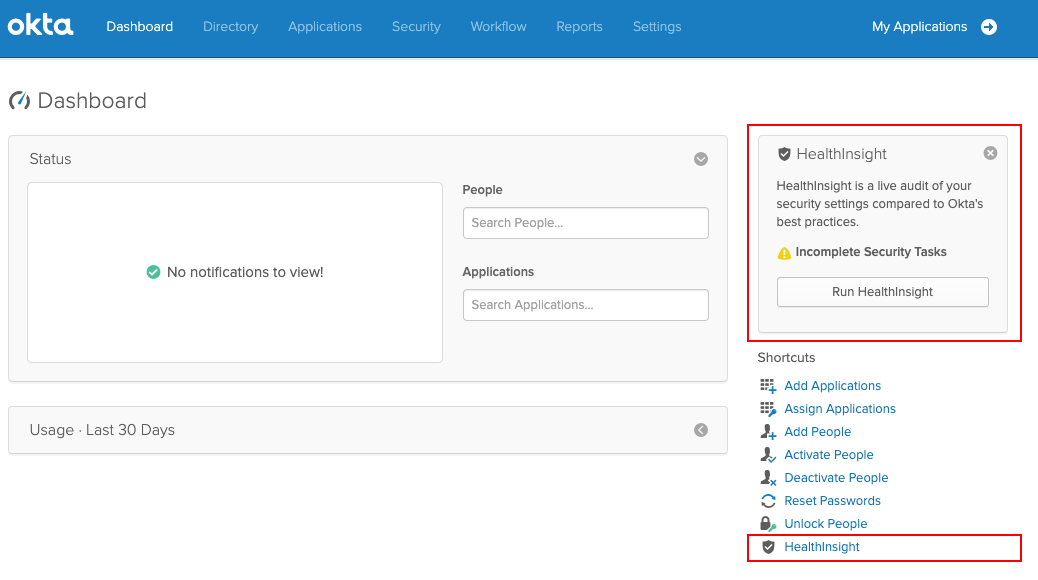 okta
Dashboard
Directory
Applications
Security
Workflow
Reports
Settings
My Applications
Dashboard
Status
No notifications to view!
People
Search People...
Applications
Search Applications...
Usage · Last 30 Days
HealthInsight
HealthInsight is a live audit of your
security settings compared to Okta's
best practices.
Incomplete Security Tasks
Run HealthInsight
Shortcuts
Add Applications
Assign Applications
Add People
Activate People
Deactivate People
Reset Passwords
Unlock People
HealthInsight